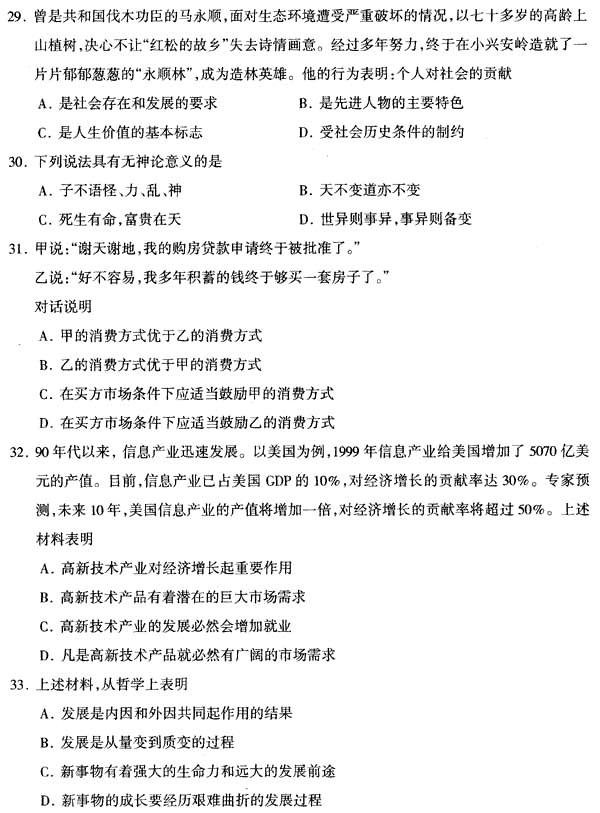 29. 曾是共和国伐木功臣的马永顺,面对生态环境遭受严重破坏的情况,以七十多岁的高龄上
山植树,决心不让“红松的故乡”失去诗情画意。经过多年努力,终于在小兴安岭造就了一
片片郁郁葱葱的“永顺林”,成为造林英雄。他的行为表明:个人对社会的贡献
A. 是社会存在和发展的要求 B. 是先进人物的主要特色
C. 是人生价值的基本标志 D. 受社会历史条件的制约
30. 下列说法具有无神论意义的是
A. 子不语怪、力、乱、神 B. 天不变道亦不变
C. 死生有命,富贵在天 D. 世异则事异,事异则备变
31. 甲说:“谢天谢地,我的购房贷款申请终于被批准了。”
乙说:“好不容易,我多年积蓄的钱终于够买一套房子了。”
对话说明
A. 甲的消费方式优于乙的消费方式
B. 乙的消费方式优于甲的消费方式
C. 在买方市场条件下应适当鼓励甲的消费方式
D. 在买方市场条件下应适当鼓励乙的消费方式
32. 90年代以来, 信息产业迅速发展。以美国为例,1999年信息产业给美国增加了5070亿美
元的产值。目前,信息产业已占美国GDP的10%,对经济增长的贡献率达30%。专家预
测,未来10年,美国信息产业的产值将增加一倍,对经济增长的贡献率将超过50%。上述
材料表明
A. 高新技术产业对经济增长起重要作用
B. 高新技术产品有着潜在的巨大市场需求
C. 高新技术产业的发展必然会增加就业
D. 凡是高新技术产品就必然有广阔的市场需求
33. 上述材料,从哲学上表明
A. 发展是内因和外因共同起作用的结果
B. 发展是从量变到质变的过程
C. 新事物有着强大的生命力和远大的发展前途
D. 新事物的成长要经历艰难曲折的发展过程